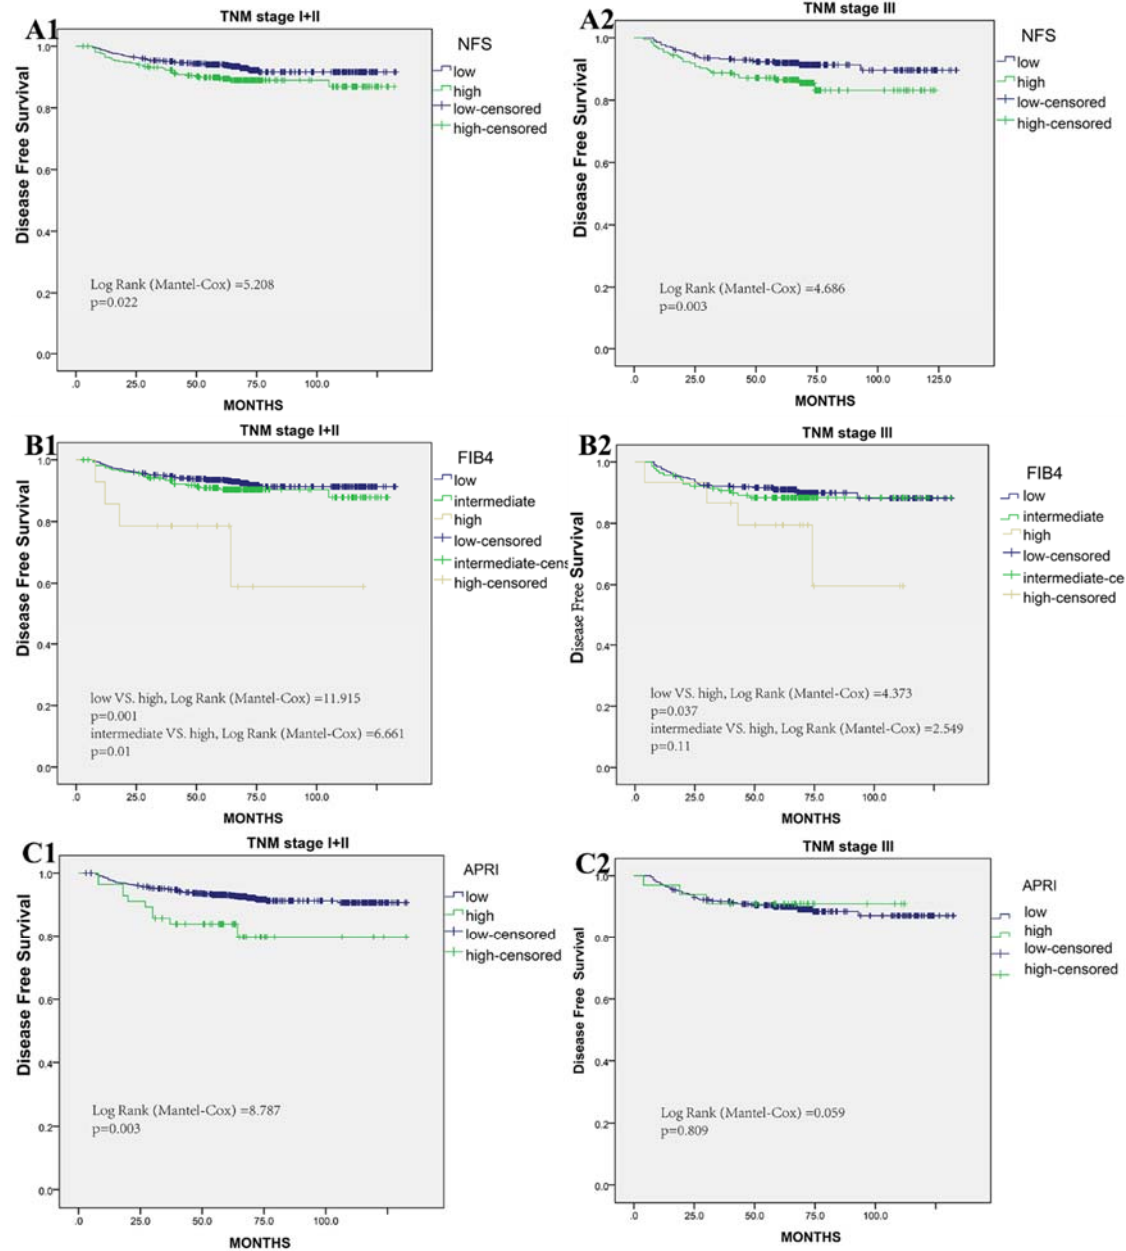 A1
TNM stage I+II
Disease Free Survival
1.0
0.8
0.6
0.4
0.2
0.0
Log Rank (Mantel-Cox) =5.208
p=0.022
.0 25.0 50.0 75.0 100.0
MONTHS
NFS
low
high
low-censored
high-censored
A2
TNM stage III
Disease Free Survival
1.0
0.8
0.6
0.4
0.2
0.0
Log Rank (Mantel-Cox) =4.686
p=0.003
.0 25.0 50.0 75.0 100.0 125.0
MONTHS
NFS
low
high
low-censored
high-censored
B1
TNM stage I+II
Disease Free Survival
1.0
0.8
0.6
0.4
0.2
0.0
low VS. high, Log Rank (Mantel-Cox) =11.915
p=0.001
intermediate VS. high, Log Rank (Mantel-Cox) =6.661
p=0.01
.0 25.0 50.0 75.0 100.0
MONTHS
FIB4
low
intermediate
high
low-censored
intermediate-cens
high-censored
B2
TNM stage III
Disease Free Survival
1.0
0.8
0.6
0.4
0.2
0.0
low VS. high, Log Rank (Mantel-Cox) =4.373
p=0.037
intermediate VS. high, Log Rank (Mantel-Cox) =2.549
p=0.11
.0 25.0 50.0 75.0 100.0
MONTHS
FIB4
low
intermediate
high
low-censored
intermediate-ce
high-censored
C1
TNM stage I+II
Disease Free Survival
1.0
0.8
0.6
0.4
0.2
0.0
Log Rank (Mantel-Cox) =8.787
p=0.003
.0 25.0 50.0 75.0 100.0
MONTHS
APRI
low
high
low-censored
high-censored
C2
TNM stage III
Disease Free Survival
1.0
0.8
0.6
0.4
0.2
0.0
Log Rank (Mantel-Cox) =0.059
p=0.809
.0 25.0 50.0 75.0 100.0
MONTHS
APRI
low
high
low-censored
high-censored